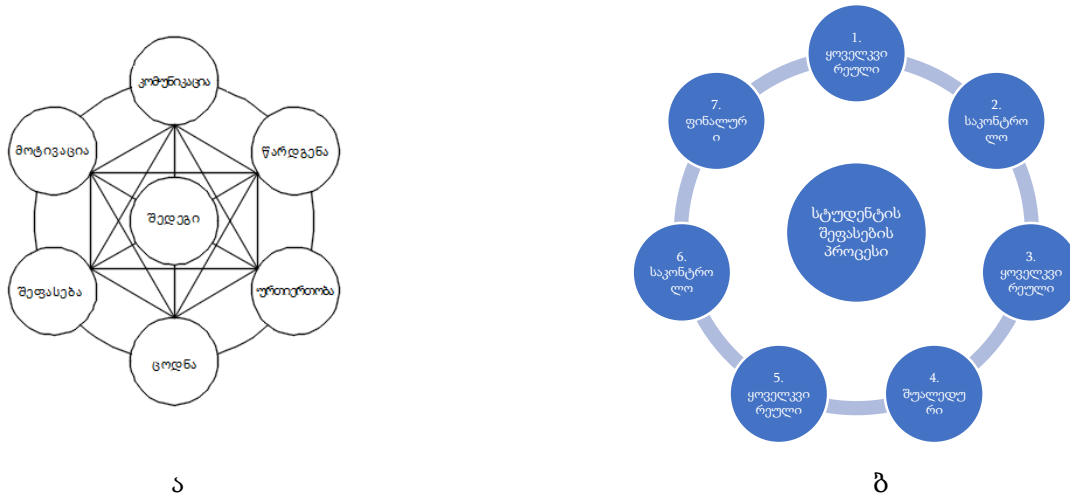 კომუნიკაცია
მოტივაცია
წარდგენა
შედეგი
შეფასება
ურთიერთობა
ცოდნა
ა
1.
ყოველკვი
რეული
2.
საკონტრო
ლო
3.
ყოველკვი
რეული
4.
შუალედუ
რი
5.
ყოველკვი
რეული
6.
საკონტრო
ლო
7.
ფინალურ
ი
სტუდენტის
შეფასების
პროცესი
ბ